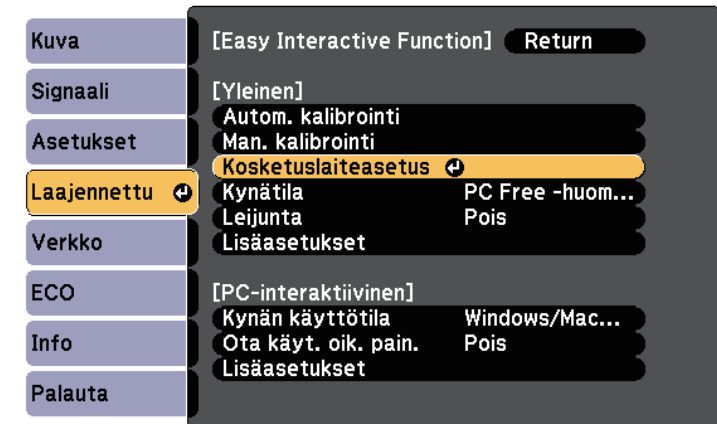 Kuva
Signaali
Asetukset
Laajennettu
Verkko
ECO
Info
Palauta
[Easy Interactive Function] Return
[Yleinen]
Autom. kalibrointi
Man. kalibrointi
Kosketuslaiteasetus
Kynätila PC Free -huom...
Leijunta Pois
Lisäasetukset
[PC-interaktiivinen]
Kynän käyttötila Windows/Mac...
Ota käyt. oik. pain. Pois
Lisäasetukset